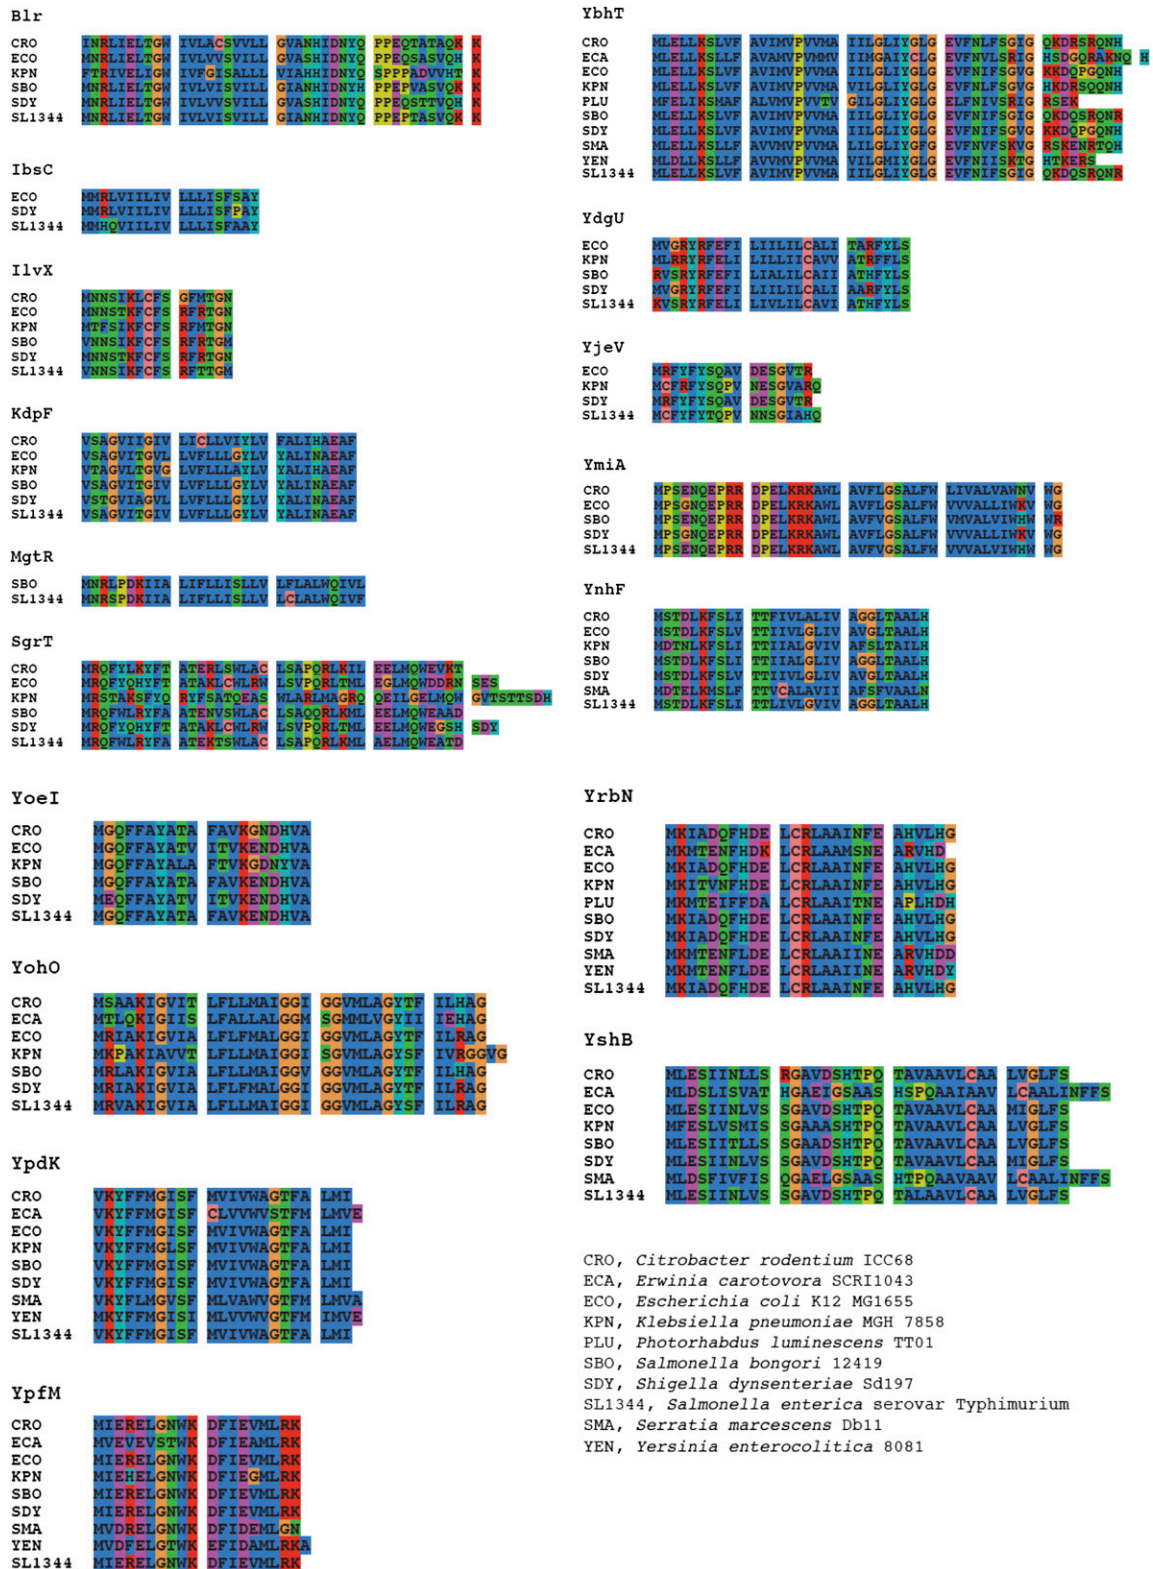 Blr
CRO INRLIELTGW IVLACSVVLL GVANHIDNYQ PPEQTATAQK K
ECO MNRLIELTGW IVLVVSVILL GVASHIDNYQ PPEQSASVQH K
KPN FTRIVELIGW IVFGISALLL VIAHHIDNYQ SPPPADVVHT K
SBO MNRLIELTGW IVLVISVILL GIANHIDNYH PPEPVASVQK K
SDY MNRLIELTGW IVLVVSVILL GVASHIDNYQ PPEQSTTVQH K
SL1344 MNRLIELTGW IVLVISVILL GIANHIDNYQ PPEPTASVQK K
IbsC
ECO MMRLVIILIV LLLISFSAY
SDY MMRLVIILIV LLLISFPAY
SL1344 MMHQVIILIV LLLISFAAY
IlvX
CRO MNNSIKLCFS GFMTGN
ECO MNNSTKFCFS RFRTGN
KPN MTFSIKFCFS RFMTGN
SBO VNNSTKFCFS RFRTGM
SDY MNNSTKFCFS RFRTGN
SL1344 VNNSIKFCFS RFTTGM
KdpF
CRO VSAGVIIGIV LICLLVIYLV FALIHAEAF
ECO VSAGVITGVL LVFLLLGYLV YALINAEAF
KPN VTAGVLTGVG LVFLLLAYLV YALIHAEAF
SBO VSAGVITGIV LVFLLLGYLV YALIHAEAF
SDY VSTGVIAGVL LVFLLLGYLV YALINAEAF
SL1344 VSAGVITGIV LVFLLLGYLV YALINAEAF
MgtR
SBO MNRLPDKIIA LIFLLISLLV LFLALWQIVL
SL1344 MNRSPDKIIA LIFLLISLLV LCLALWQIVF
SgrT
CRO MRQFYLKYFT ATERLSWLAC LSAPQRLKIL EELMQWEVKT
ECO MRQFYQHYFT ATAKLCWLRW LSVPQRLTML EGLMQWDDRN SES
KPN MRSTAKSFYQ RYFSATQEAS WLARLMAGRQ QEILGELMQW GVTSTTSDH
SBO MRQFWLRYFA ATENVSWLAC LSAQQRLKML EELMQWEAAD
SDY MRQFYQHYFT ATAKLCWLRW LSVPQRLTML EELMQWEGSH SDY
SL1344 MRQFWLRYFA ATEKTSWLAC LSAPQRLKML AELMQWEATD
YoeI
CRO MGQFFAYATA FAVKGNDHVA
ECO MGQFFAYATV ITVKENDHVA
KPN MGQFFAYALA FTVKGDNYVA
SBO MGQFFAYATA FAVKENDHVA
SDY MEQFFAYATV ITVKENDHVA
SL1344 MGQFFAYATA FAVKENDHVA
YohO
CRO MSAAKIGVIT LFLLMAIGGI GGVMLAGYTF ILHAG
ECA MTLQKIGIIS LFALLALGGM SGMMLVGYII IEHAG
ECO MRIAKIGVIA LFLFMALGGI GGVMLAGYTF ILRAG
KPN MKPAKIAVVT LFLLMAIGGI SGVMLAGYSF IVRGGVG
SBO MRLAKIGVIA LFLLMAIGGV GGVMLAGYTF ILHAG
SDY MRIAKIGVIA LFLFMALGGI GGVMLAGYTF ILRAG
SL1344 MRVAKIGVIA LFLLMAIGGI GGVMLAGYSF ILRAG
YpdK
CRO VKYFFMGISF MVIVWAGTFA LMI
ECA VKYFFMGISF CLVVWVSTFM LMVE
ECO VKYFFMGISF MVIVWAGTFA LMI
KPN VKYFFMGLSF MVIVWAGTFA LMI
SBO VKYFFMGISF MVIVWAGTFA LMI
SDY VKYFFMGISF MVIVWAGTFA LMI
SMA VKYFLMGVSF MLVAWVGTFM LMVA
YEN MKYFFMGISI MLVVWVGTFM IMVE
SL1344 VKYFFMGISF MVIVWAGTFA LMI
YpfM
CRO MIERELGNWK DFIEVMLRK
ECA MVEVEVSTWK DFIEAMLRK
ECO MIERELGNWK DFIEVMLRK
KPN MIEHELGNWK DFIEGMLRK
SBO MIERELGNWK DFIEVMLRK
SDY MIERELGNWK DFIEVMLRK
SMA MVDRELGNWK DFIDEMLGN
YEN MVDFELGTWK EFIDAMLRKA
SL1344 MIERELGNWK DFIEVMLRK
YbhT
CRO MLELLKSLVF AVIMVPVVMA IILGLIYGLG EVFNLFSGIG QKDRSRQNH
ECA MLELLKSLVF AVAMVPVVMA IIMGAIYCLG EVFNVLSRIG HSDGQRAKNQ H
ECO MLELLKSLVF AVIMVPVVMA IILGLIYGLG EVFNIFSGVG KKDQPGQNH
KPN MLELLKSLVF AVIMVPVVMA IILGLIYGLG EVFNIFSGVG QKDRSQQNH
PLU MFELIKSMAF ALVMVPVVTV GIGLGLIYGLG ELFNIVSRIG RSEK
SBO MLELLKSLVF AVIMVPVVMA IILGLIYGLG EVFNIFSGIG QKDQSRQNR
SDY MLELLKSLVF AVIMVPVVMA IILGLIYGLG EVFNIFSGVG KKDQPGQNH
SMA MLELLKSLLF AVVMVPVVMA IILGLIYGFG EVFNVFSKVG RSKENRTQH
YEN MLDLLKSLLF AVIMVPVVMA VILGMIYGLG EVFNVISKTG HTKERS
SL1344 MLELLKSLVF AVIMVPVVMA IILGLIYGLG EVFNIFSGIG QKDQSRQNR
YdgU
ECO MVGRYRFEFI LIILILCALI TARFYLS
KPN MLRRYRFELI LILLIICAVV ATRFFLS
SBO RVSRYRFEFI LIALILCAII ATHFYLS
SDY MVGRYRFEFI LIILILCALI AARFYLS
SL1344 KVSRYRFEFI LIVLILCAVI ATHFYLS
YjeV
ECO MRFYFYSQAV DESGVTR
KPN MCFRFYSQPV NESGVARQ
SDY MRFYFYSQAV DESGVTR
SL1344 MCFYFYTQPV NNSGIAHQ
YmiA
CRO MPSENQEPRR DPELKRKAWL AVFLGSALFW LIVALVAWNV WG
ECO MPSGNQEPRR DPELKRKAWL AVFLGSALFW VVVALLIWKV WG
SBO MPSENQEPRR DPELKRKAWL AVFLGSALFW VMVALVIWHW WR
SDY MPSGNQEPRR DPELKRKAWL AVFLGSALFW VVVALLIWKV WG
SL1344 MPSENQEPRR DPELKRKAWL AVFLGSALFW VVVALVIWHW WG
YnhF
CRO MSTDLKFSLI TTFIVLALIV AGGLTAALH
ECO MSTDLKFSLV TTIIVLGLIV AVGLTAALH
KPN MDTNLKFSLI TTIIVLALIV AFSLTAALH
SBO MSTDLKFSLI TTIIALGLIV AGGLTAALH
SDY MSTDLKFSLV TTIIVLGLIV AVGLTAALH
SMA MDTELKMSLF TTVCALAVII AFSFVAALN
SL1344 MSTDLKFSLI TTLIVLGVIV AGGLTAALH
YrbN
CRO MKIADQFHDE LCRLAAINFE AHVLHG
ECA MKMTENFHDK LCRLAAMSNE ARVHD
ECO MKIADQFHDE LCRLAAINFE AHVLHG
KPN MKITVNFHDE LCRLAAINFE AHVLHG
PLU MKMTEIFFDA LCRLAAITNE APLHDH
SBO MKIADQFHDE LCRLAAINFE AHVLHG
SDY MKIADQFHDE LCRLAAINFE AHVLHG
SMA MKMTENFLDE LCRLAAIINE ARVHDD
YEN MKMTENFLDE LCRLAAIINE ARVHDY
SL1344 MKIADQFHDE LCRLAAINFE AHVLHG
YshB
CRO MLESIINLLS RGAVDSHTPQ TAVAAVLCAA LVGLFS
ECA MLDSLISVAT HGAEIGSAAS HSPQAAIAAV LCAALINFFS
ECO MLESIINLVS SGAVDSHTPQ TAVAAVLCAA MIGLFS
KPN MFESLVSMIS SGAAASHTPQ TAVAAVLCAA LVGLFS
SBO MLESIITLLS SGAADSHTPQ TAVAAVLCAA LVGLFS
SDY MLESIINLVS SGAVDSHTPQ TAVAAVLCAA MIGLFS
SMA MLDSFIVFIS QGAELGSAAS HTPQAAVAAV LCAALINFFS
SL1344 MLESIINLVS SGAVDSHTPQ TALAAVLCAA LVGLFS
CRO, Citrobacter rodentium ICC68
ECA, Erwinia carotovora SCRI1043
ECO, Escherichia coli K12 MG1655
KPN, Klebsiella pneumoniae MGH 7858
PLU, Photorhabdus luminescens TT01
SBO, Salmonella bongori 12419
SDY, Shigella dynsenteriae Sd197
SL1344, Salmonella enterica serovar Typhimurium
SMA, Serratia marcescens Db11
YEN, Yersinia enterocolitica 8081